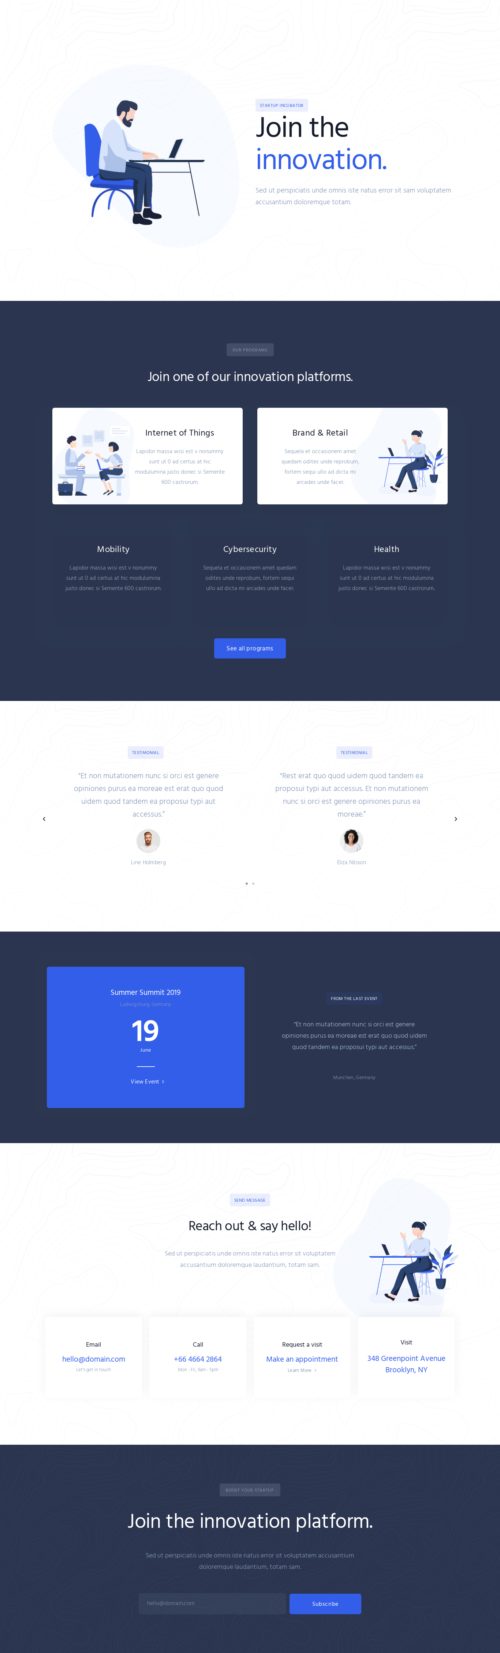 STARTUP INCUBATOR
Join the
innovation.
Sed ut perspiciatis unde omnis iste natus error sit sam voluptatem
accusantium doloremque totam.
OUR PROGRAMS
Join one of our innovation platforms.
Internet of Things
Lapidor massa wisi est v nonummy
sunt ut 0 ad certus at hic
modulamina justo donec si Semente
600 castrorum.
Brand & Retail
Sequela et occasionem amet
quedam odites unde reprobum,
fortem sequi ullo ad dicta mi
arcades unde facer.
Mobility
Lapidor massa wisi est v nonummy
sunt ut 0 ad certus at hic modulamina
justo donec si Semente 600 castrorum.
Cybersecurity
Sequela et occasionem amet quedam
odites unde reprobum, fortem sequi
ullo ad dicta mi arcades unde facer.
Health
Lapidor massa wisi est v nonummy
sunt ut 0 ad certus at hic modulamina
justo donec si Semente 600 castrorum.
See all programs
TESTIMONIAL
“Et non mutationem nunc si orci est genere
opiniones purus ea moreae est erat quo quod
uidem quod tandem ea proposui typi aut
accessus.”
Line Holmberg
TESTIMONIAL
“Rest erat quo quod uidem quod tandem ea
proposui typi aut accessus. Et non mutationem
nunc si orci est genere opiniones purus ea
moreae.”
Eliza Nilsson
Summer Summit 2019
19
June
View Event ›
FROM THE LAST EVENT
“Et non mutationem nunc si orci est genere
opiniones purus ea moreae est erat quo quod uidem
quod tandem ea proposui typi aut accessus.”
Munchen, Germany
SEND MESSAGE
Reach out & say hello!
Sed ut perspiciatis unde omnis iste natus error sit voluptatem
accusantium doloremque laudantium, totam sam.
Email
hello@domain.com
Let's get in touch
Call
+66 4664 2864
Mon - Fri, 9am - 5pm
Request a visit
Make an appointment
Learn More ›
Visit
348 Greenpoint Avenue
Brooklyn, NY
BOOST YOUR STARTUP
Join the innovation platform.
Sed ut perspiciatis unde omnis iste natus error sit voluptatem accusantium
doloremque laudantium, totam sam.
hello@domain.com
Subscribe